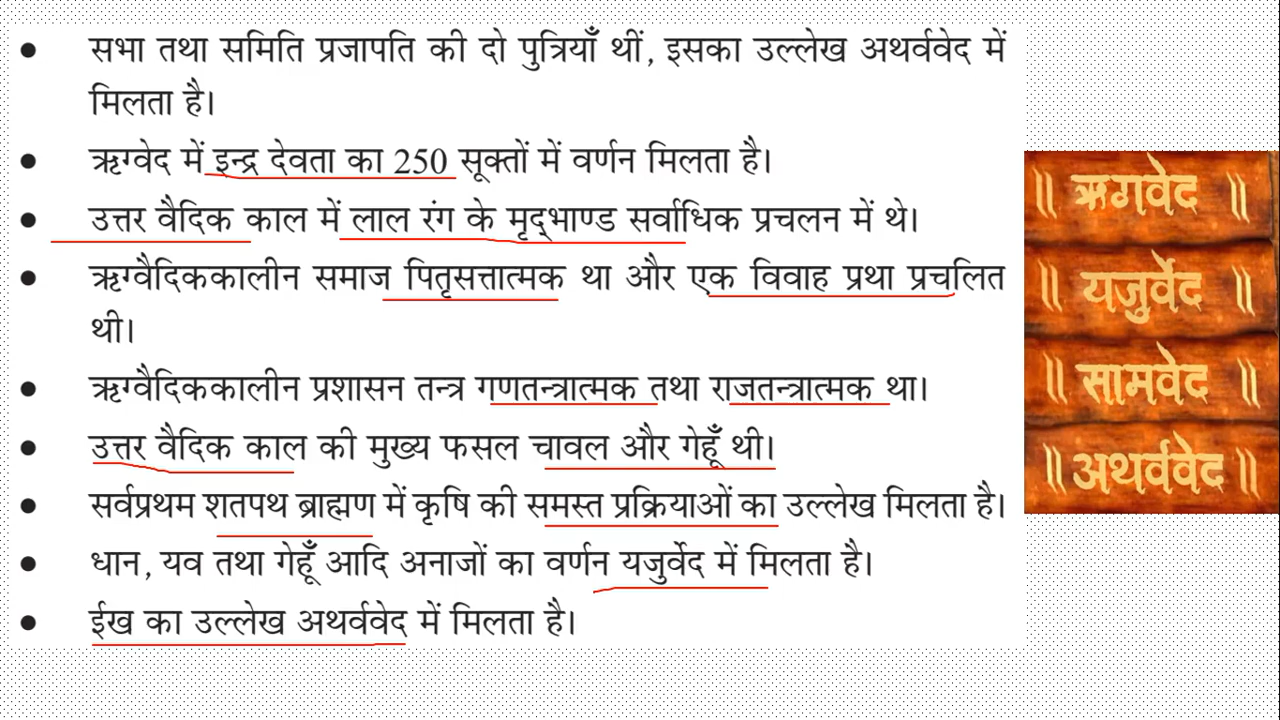 ● सभा तथा समिति प्रजापति की दो पुत्रियाँ थीं, इसका उल्लेख अथर्ववेद में
मिलता है।
● ऋग्वेद में इन्द्र देवता का 250 सूक्तों में वर्णन मिलता है।
● उत्तर वैदिक काल में लाल रंग के मृद्‌भाण्ड सर्वाधिक प्रचलन में थे।
● ऋग्वैदिककालीन समाज पितृसत्तात्मक था और एक विवाह प्रथा प्रचलित
थी।
● ऋग्वैदिककालीन प्रशासन तन्त्र गणतन्त्रात्मक तथा राजतन्त्रात्मक था।
● उत्तर वैदिक काल की मुख्य फसल चावल और गेहूँ थी।
● सर्वप्रथम शतपथ ब्राह्मण में कृषि की समस्त प्रक्रियाओं का उल्लेख मिलता है।
● धान, यव तथा गेहूँ आदि अनाजों का वर्णन यजुर्वेद में मिलता है।
● ईख का उल्लेख अथर्ववेद में मिलता है।
॥ ऋगवेद ॥
॥ यजुर्वेद ॥
॥ सामवेद ॥
॥ अथर्ववेद ॥